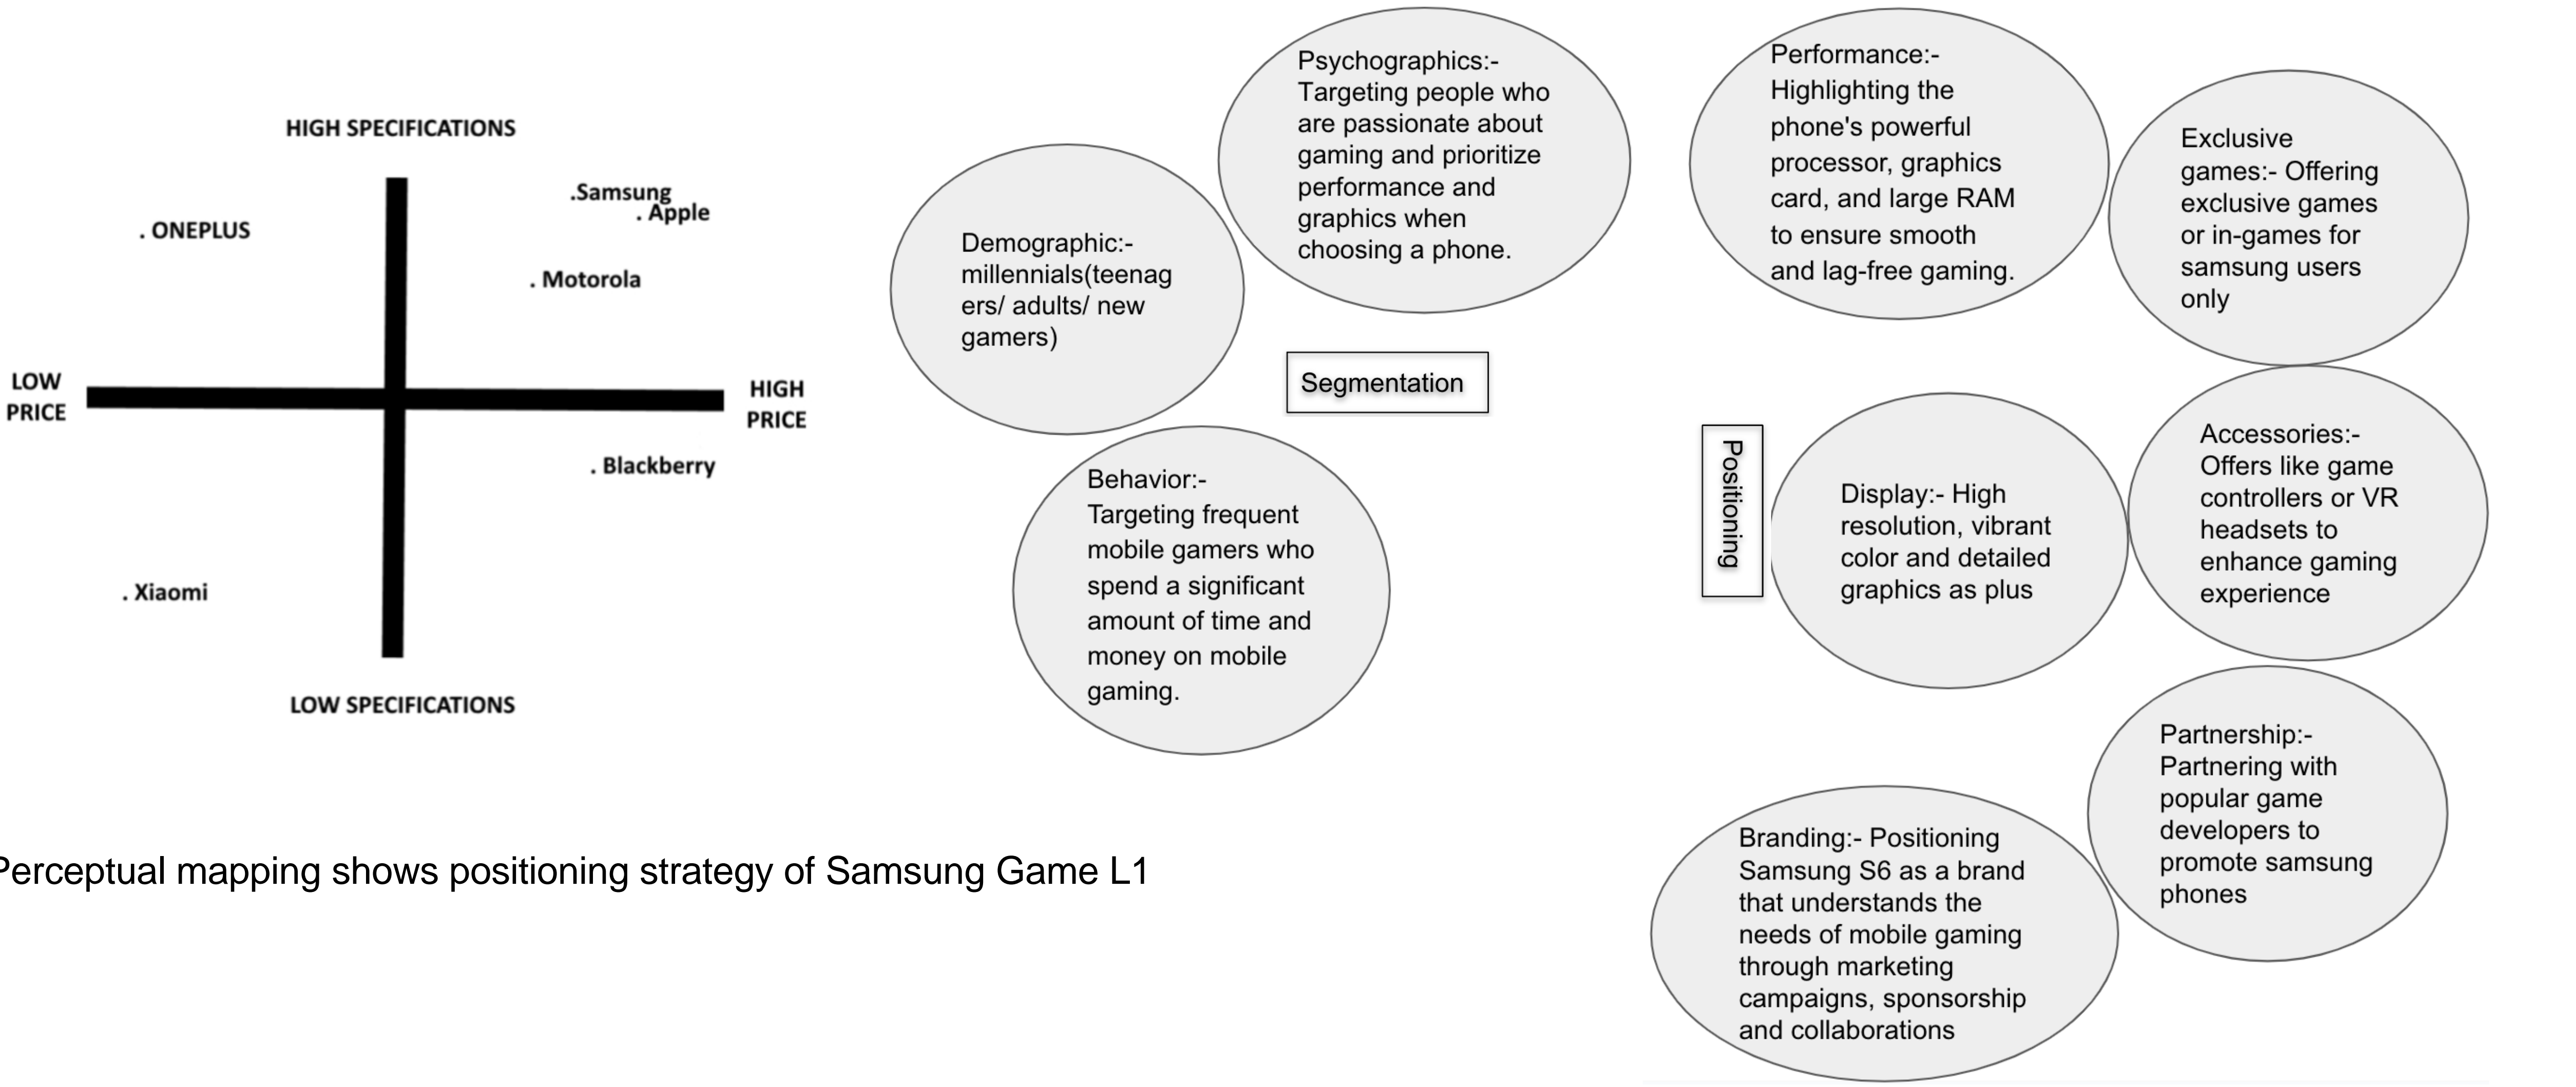 HIGH SPECIFICATIONS
.Samsung
. Apple
. ONEPLUS
. Motorola
LOW
PRICE
HIGH
PRICE
. Blackberry
. Xiaomi
LOW SPECIFICATIONS
Perceptual mapping shows positioning strategy of Samsung Game L1
Demographic:-
millennials(teenag
ers/ adults/ new
gamers)
Psychographics:-
Targeting people who
are passionate about
gaming and prioritize
performance and
graphics when
choosing a phone.
Segmentation
Behavior:-
Targeting frequent
mobile gamers who
spend a significant
amount of time and
money on mobile
gaming.
Performance:-
Highlighting the
phone's powerful
processor, graphics
card, and large RAM
to ensure smooth
and lag-free gaming.
Exclusive
games:- Offering
exclusive games
or in-games for
samsung users
only
Positioning
Display:- High
resolution, vibrant
color and detailed
graphics as plus
Accessories:-
Offers like game
controllers or VR
headsets to
enhance gaming
experience
Partnership:-
Partnering with
popular game
developers to
promote samsung
phones
Branding:- Positioning
Samsung S6 as a brand
that understands the
needs of mobile gaming
through marketing
campaigns, sponsorship
and collaborations